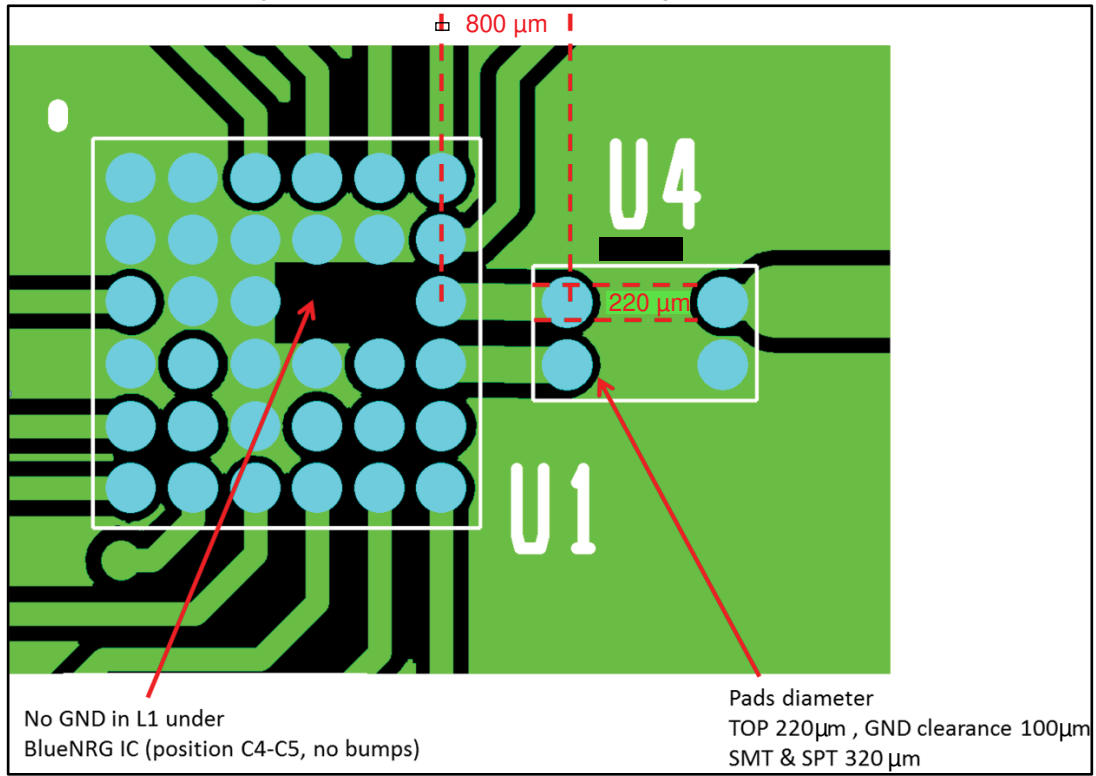 800 µm
U4
220 µm
U1
No GND in L1 under
BlueNRG IC (position C4-C5, no bumps)
Pads diameter
TOP 220µm , GND clearance 100µm
SMT & SPT 320 µm